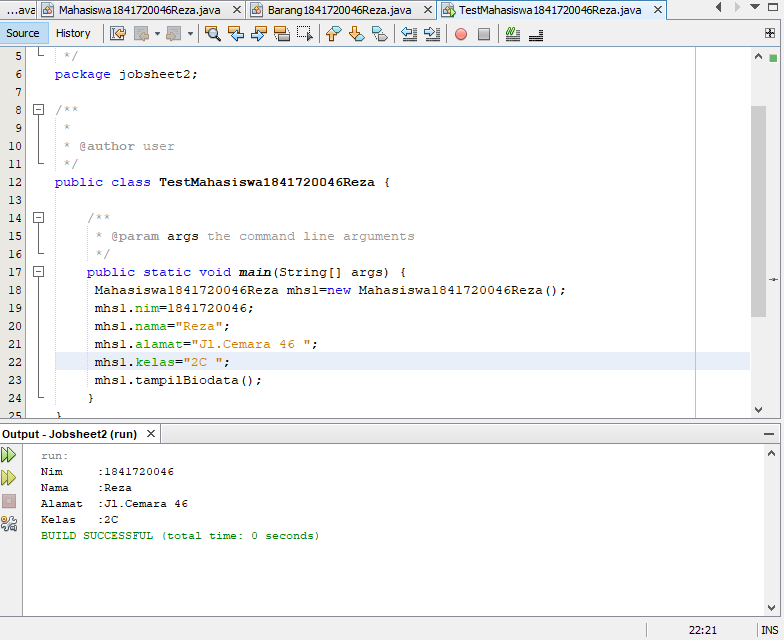 ...ava Mahasiswa1841720046Reza.java Barang1841720046Reza.java TestMahasiswa1841720046Reza.java
Source History
5 */
6 package jobsheet2;
7
8 /**
9 *
10 * @author user
11 */
12 public class TestMahasiswa1841720046Reza {
13
14 /**
15 * @param args the command line arguments
16 */
17 public static void main(String[] args) {
18 Mahasiswa1841720046Reza mhs1=new Mahasiswa1841720046Reza();
19 mhs1.nim=1841720046;
20 mhs1.nama="Reza";
21 mhs1.alamat="Jl.Cemara 46 ";
22 mhs1.kelas="2C ";
23 mhs1.tampilBiodata();
24 }
25 }
Output - Jobsheet2 (run)
run:
Nim :1841720046
Nama :Reza
Alamat :Jl.Cemara 46
Kelas :2C
BUILD SUCCESSFUL (total time: 0 seconds)
22:21 INS